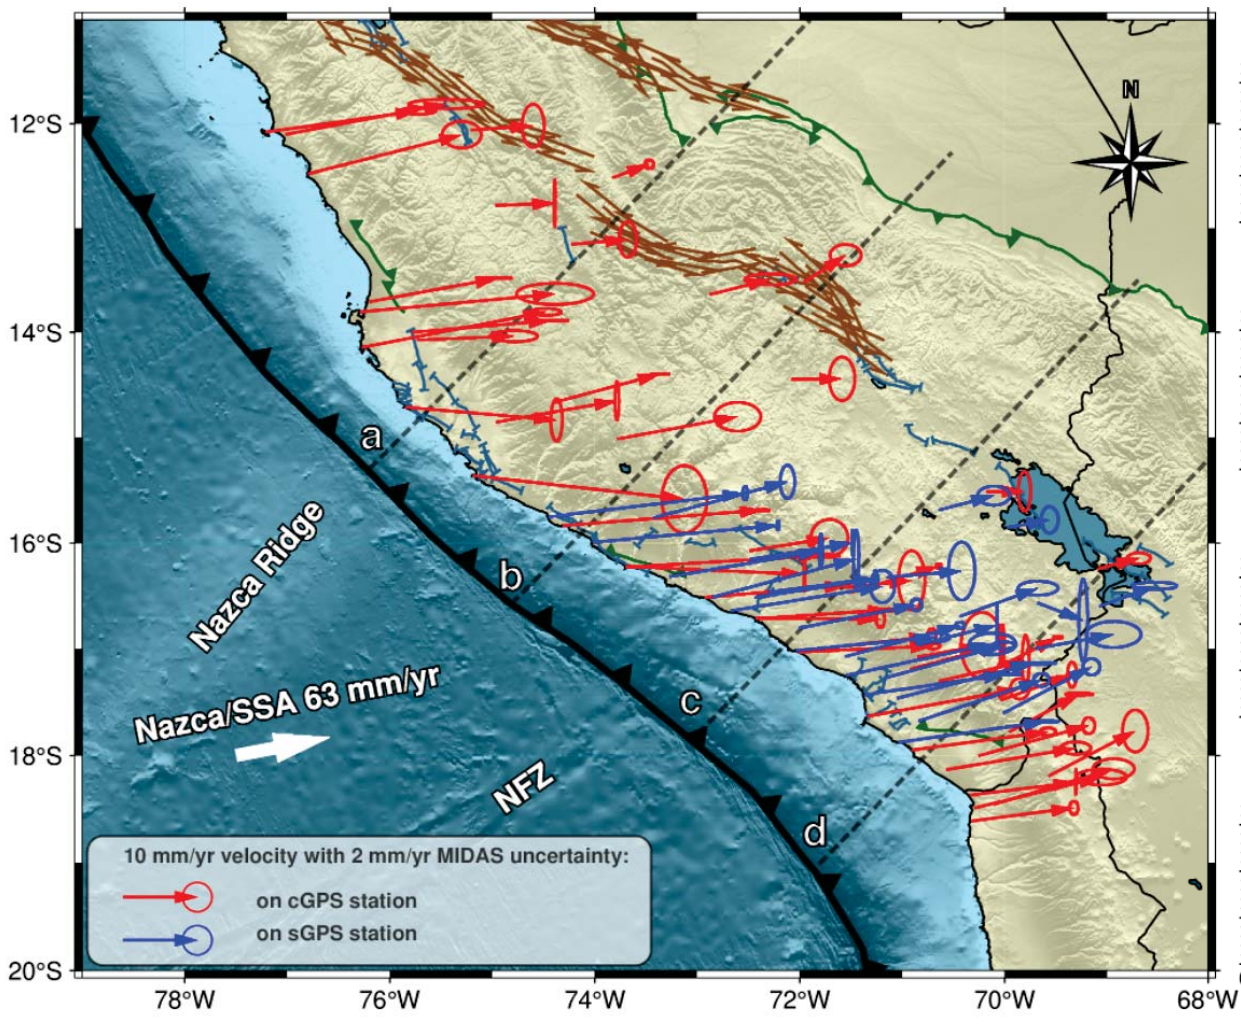 N
12°S
14°S
a
16°S
b
Nazca Ridge
c
Nazca/SSA 63 mm/yr
18°S
NFZ
d
10 mm/yr velocity with 2 mm/yr MIDAS uncertainty:
on cGPS station
on sGPS station
20°S
78°W 76°W 74°W 72°W 70°W 68°W